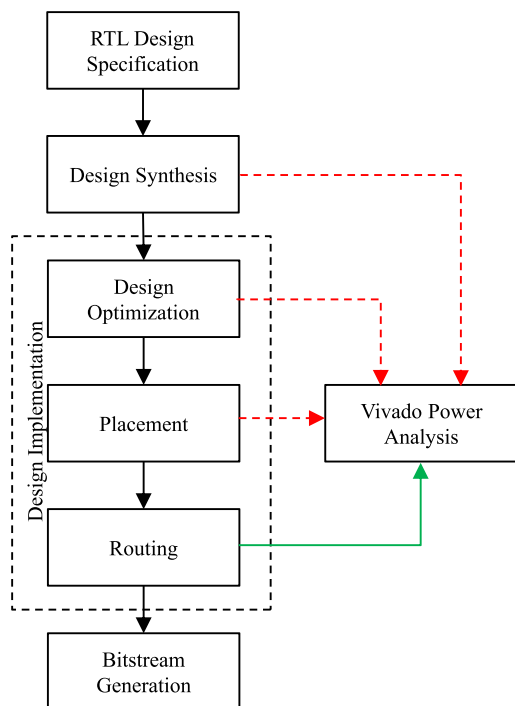 RTL Design
Specification
Design Synthesis
Design Implementation
Design
Optimization
Placement
Vivado Power
Analysis
Routing
Bitstream
Generation